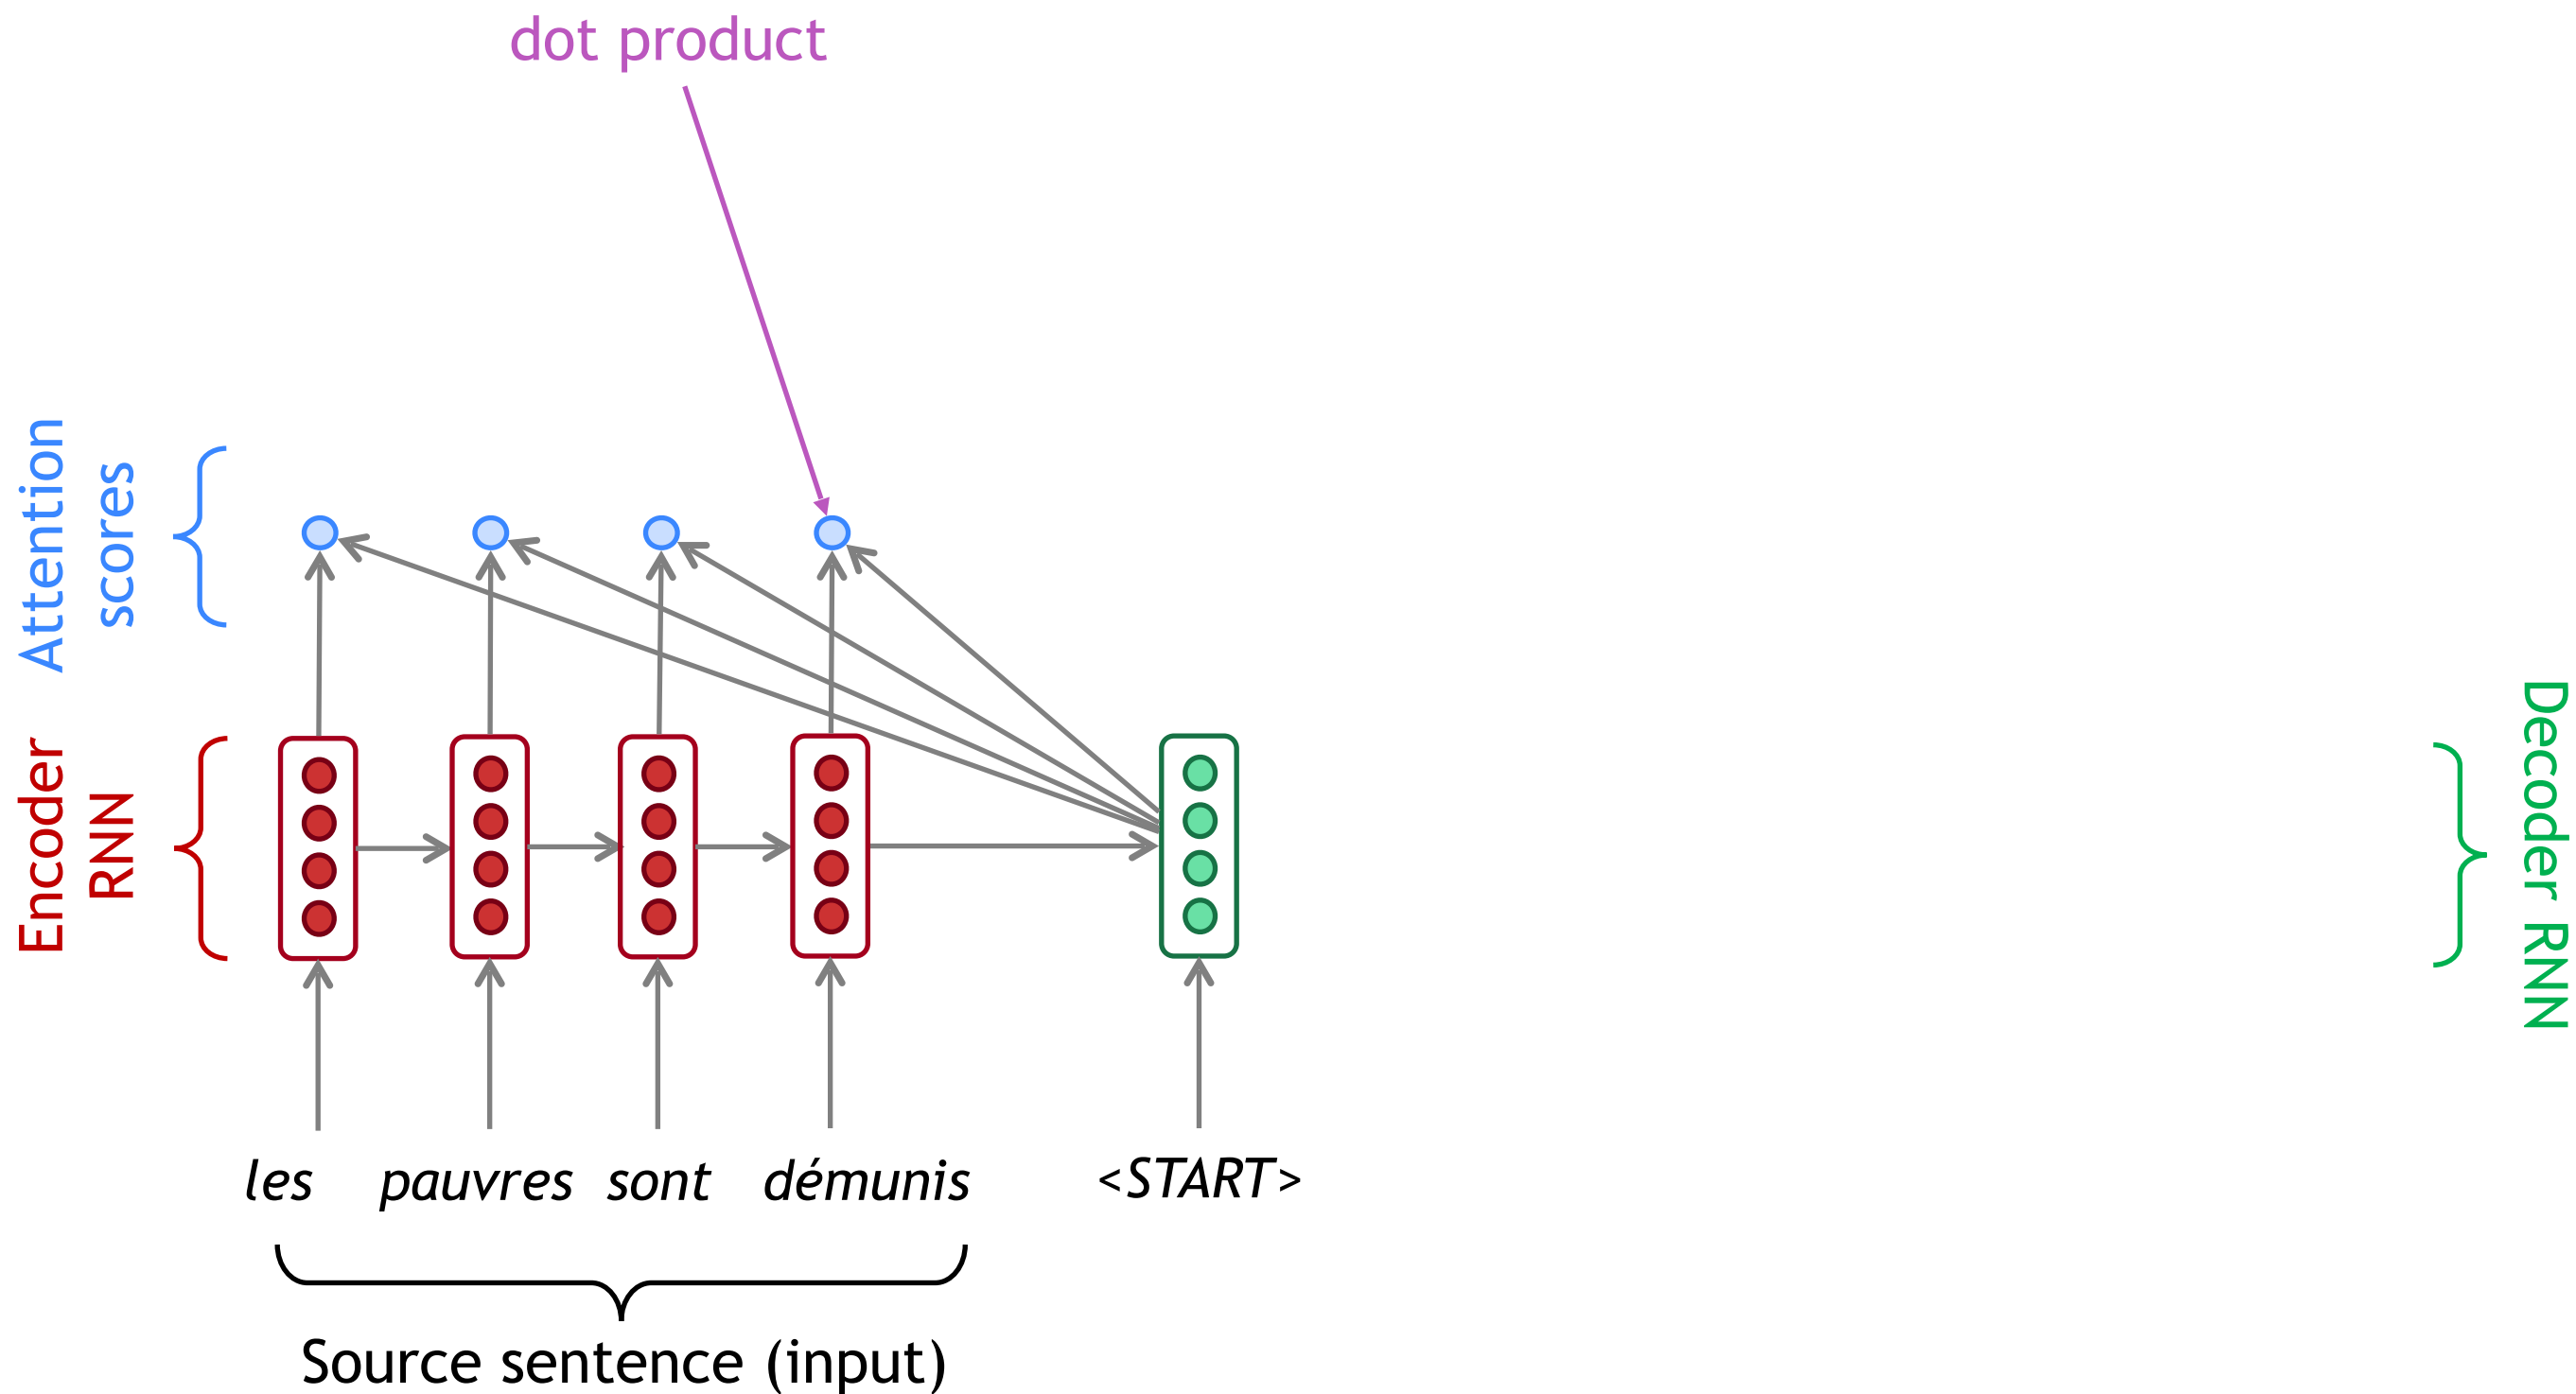 dot product
Attention
scores
Encoder
RNN
Decoder RNN
les pauvres sont démunis <START>
Source sentence (input)